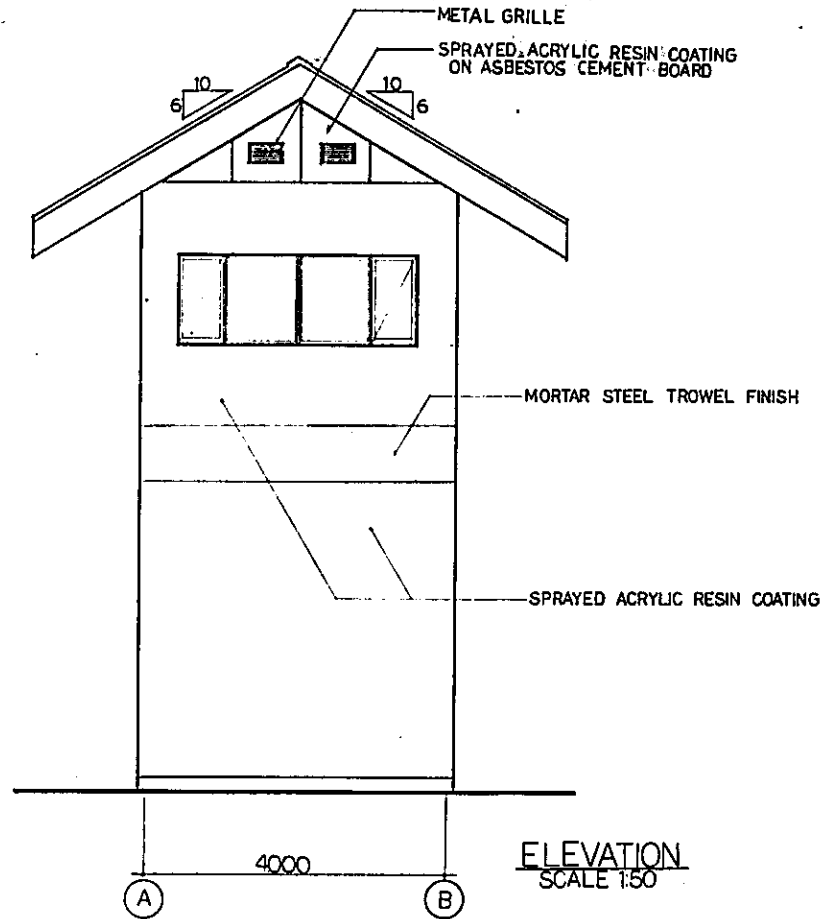 METAL GRILLE
SPRAYED ACRYLIC RESIN COATING
ON ASBESTOS CEMENT BOARD
10
6
10
6
MORTAR STEEL TROWEL FINISH
SPRAYED ACRYLIC RESIN COATING
4000
A
B
ELEVATION
SCALE 1:50